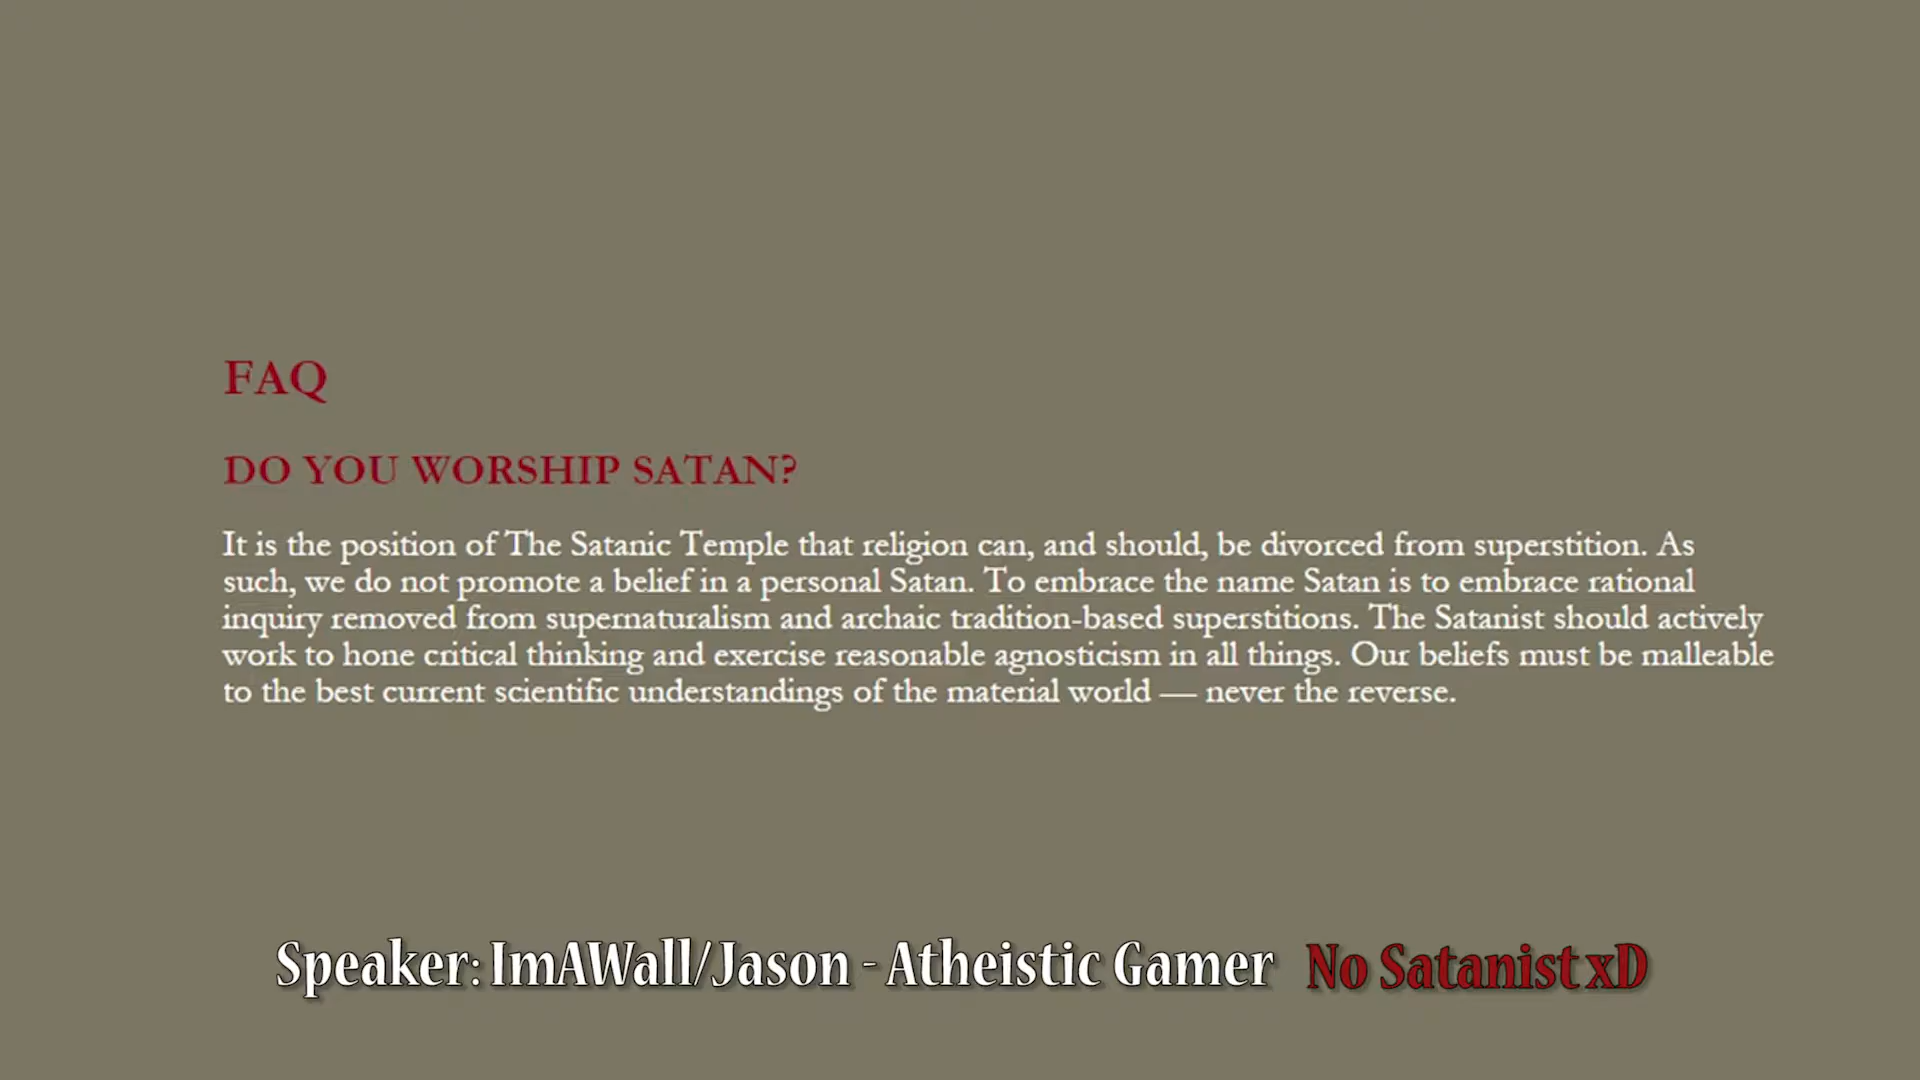 FAQ
DO YOU WORSHIP SATAN?
It is the position of The Satanic Temple that religion can, and should, be divorced from superstition. As
such, we do not promote a belief in a personal Satan. To embrace the name Satan is to embrace rational
inquiry removed from supernaturalism and archaic tradition-based superstitions. The Satanist should actively
work to hone critical thinking and exercise reasonable agnosticism in all things. Our beliefs must be malleable
to the best current scientific understandings of the material world — never the reverse.
Speaker: ImAWall/Jason - Atheistic Gamer No Satanist xD